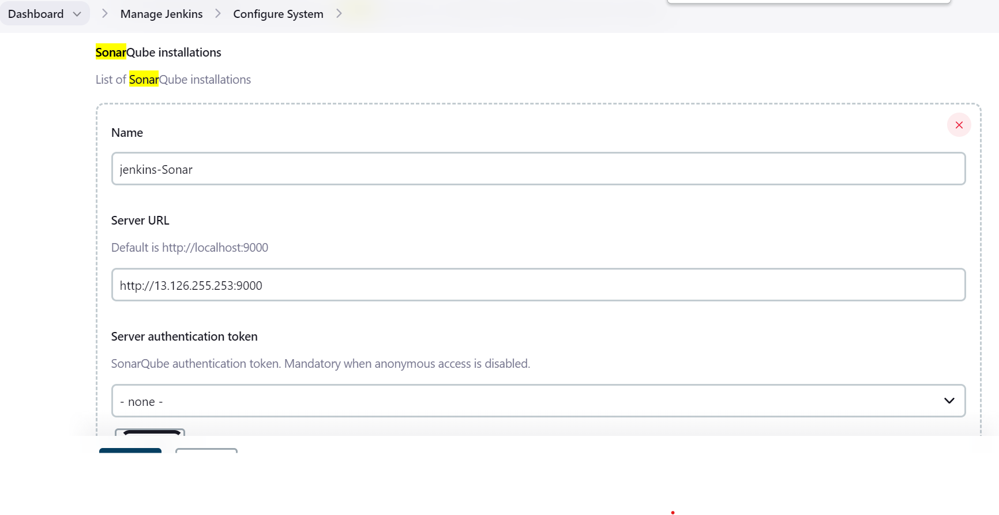 Dashboard
Manage Jenkins
Configure System
SonarQube installations
List of SonarQube installations
Name
jenkins-Sonar
Server URL
Default is http://localhost:9000
http://13.126.255.253:9000
Server authentication token
SonarQube authentication token. Mandatory when anonymous access is disabled.
- none -